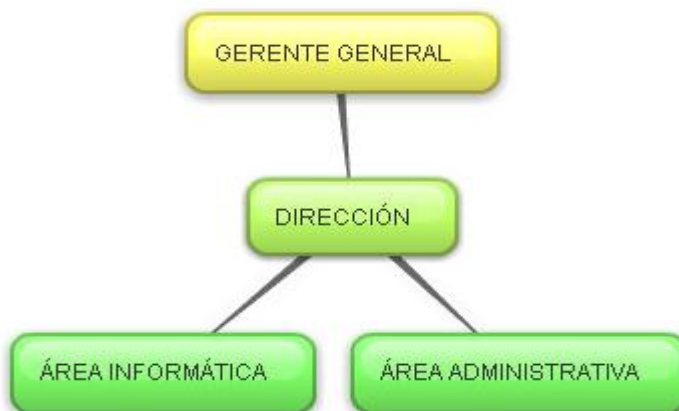 GERENTE GENERAL
DIRECCIÓN
ÁREA INFORMÁTICA
ÁREA ADMINISTRATIVA